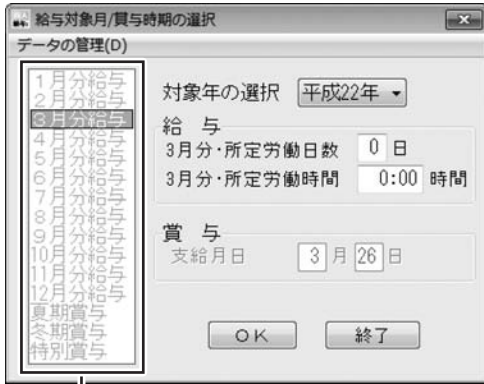 給与対象月/賞与時期の選択
データの管理(D)
1月分給与
2月分給与
3月分給与
4月分給与
5月分給与
6月分給与
7月分給与
8月分給与
9月分給与
10月分給与
11月分給与
12月分給与
夏期賞与
冬期賞与
特別賞与
対象年の選択 平成22年
給 与
3月分・所定労働日数 0 日
3月分・所定労働時間 0:00 時間
賞 与
支給月日 3 月 26 日
OK 終了